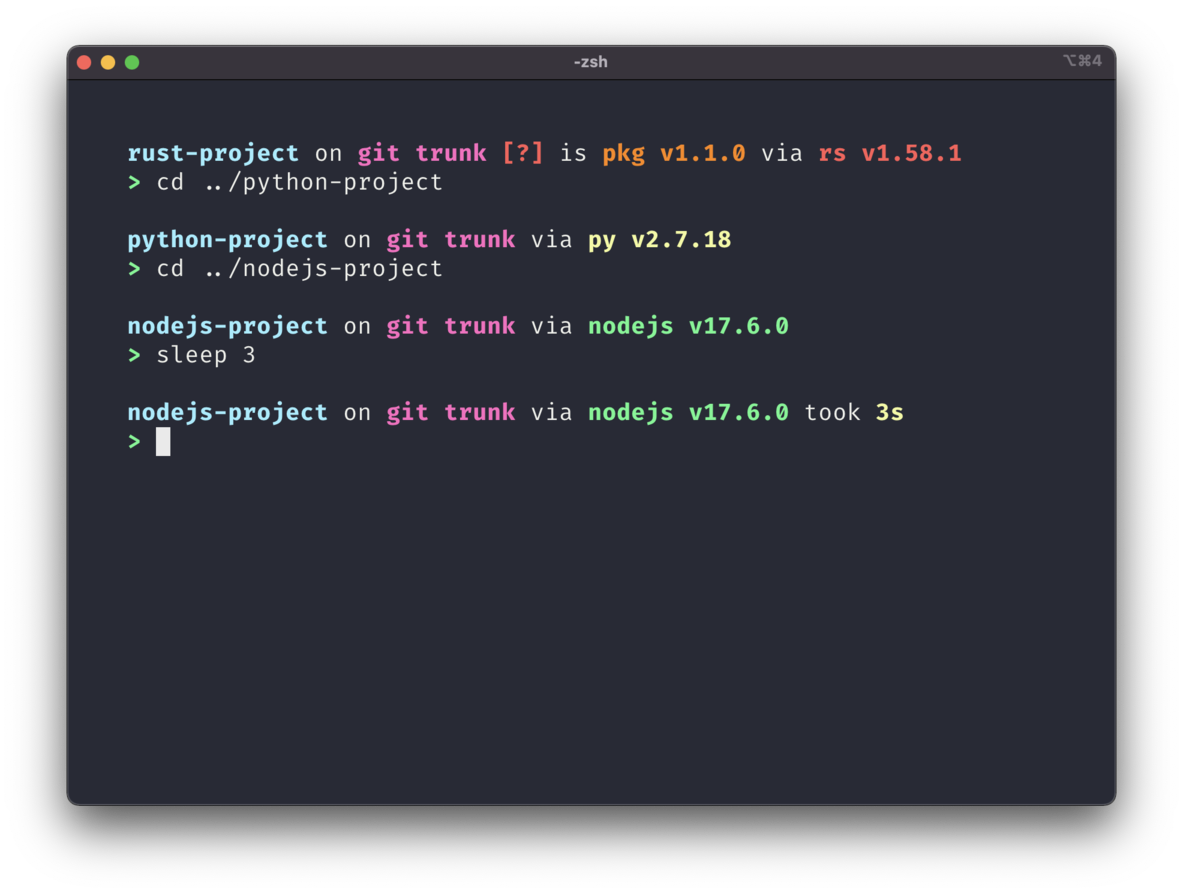 -zsh
⌥⌘4
rust-project on git trunk [?] is pkg v1.1.0 via rs v1.58.1
> cd ../python-project
python-project on git trunk via py v2.7.18
> cd ../nodejs-project
nodejs-project on git trunk via nodejs v17.6.0
> sleep 3
nodejs-project on git trunk via nodejs v17.6.0 took 3s
>